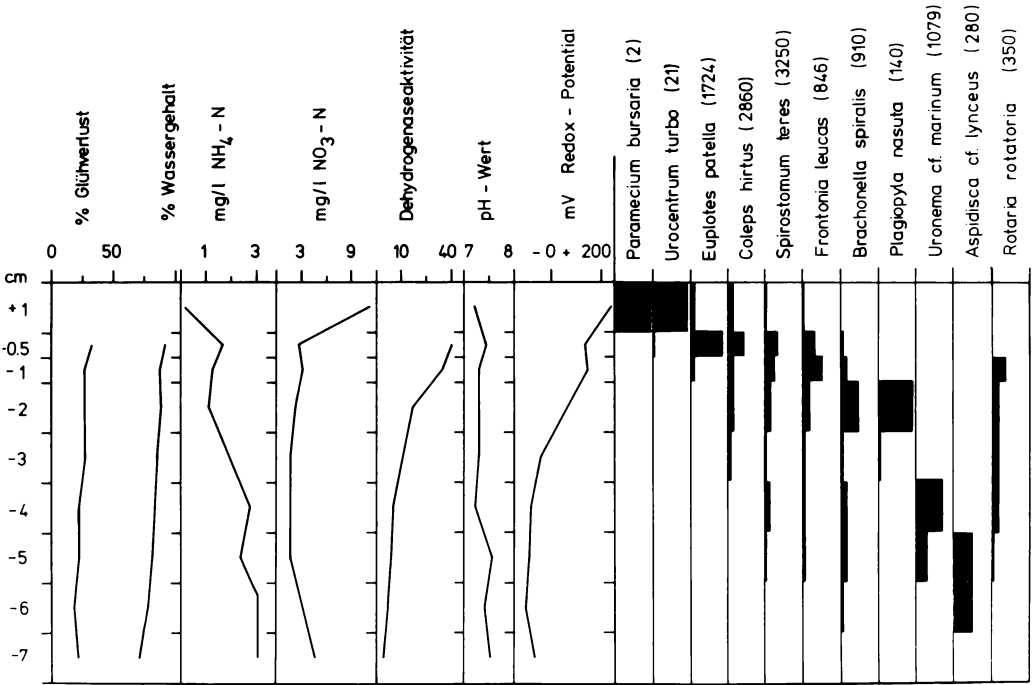 % Glühverlust
% Wassergehalt
mg/l NH₄ - N
mg/l NO₃ - N
Dehydrogenaseaktivität
pH - Wert
mV Redox - Potential
Paramecium bursaria (2)
Urocentrum turbo (21)
Euplotes patella (1724)
Coleps hirtus (2860)
Spirostomum teres (3250)
Frontonia leucas (846)
Brachonella spiralis (910)
Plagiopyla nasuta (140)
Uronema cf. marinum (1079)
Aspidisca cf. lynceus (280)
Rotaria rotatoria (350)
0 50 1 3 3 9 10 40 7 8 - 0 + 200
cm
+ 1
-0.5
- 1
-2
-3
-4
-5
-6
-7